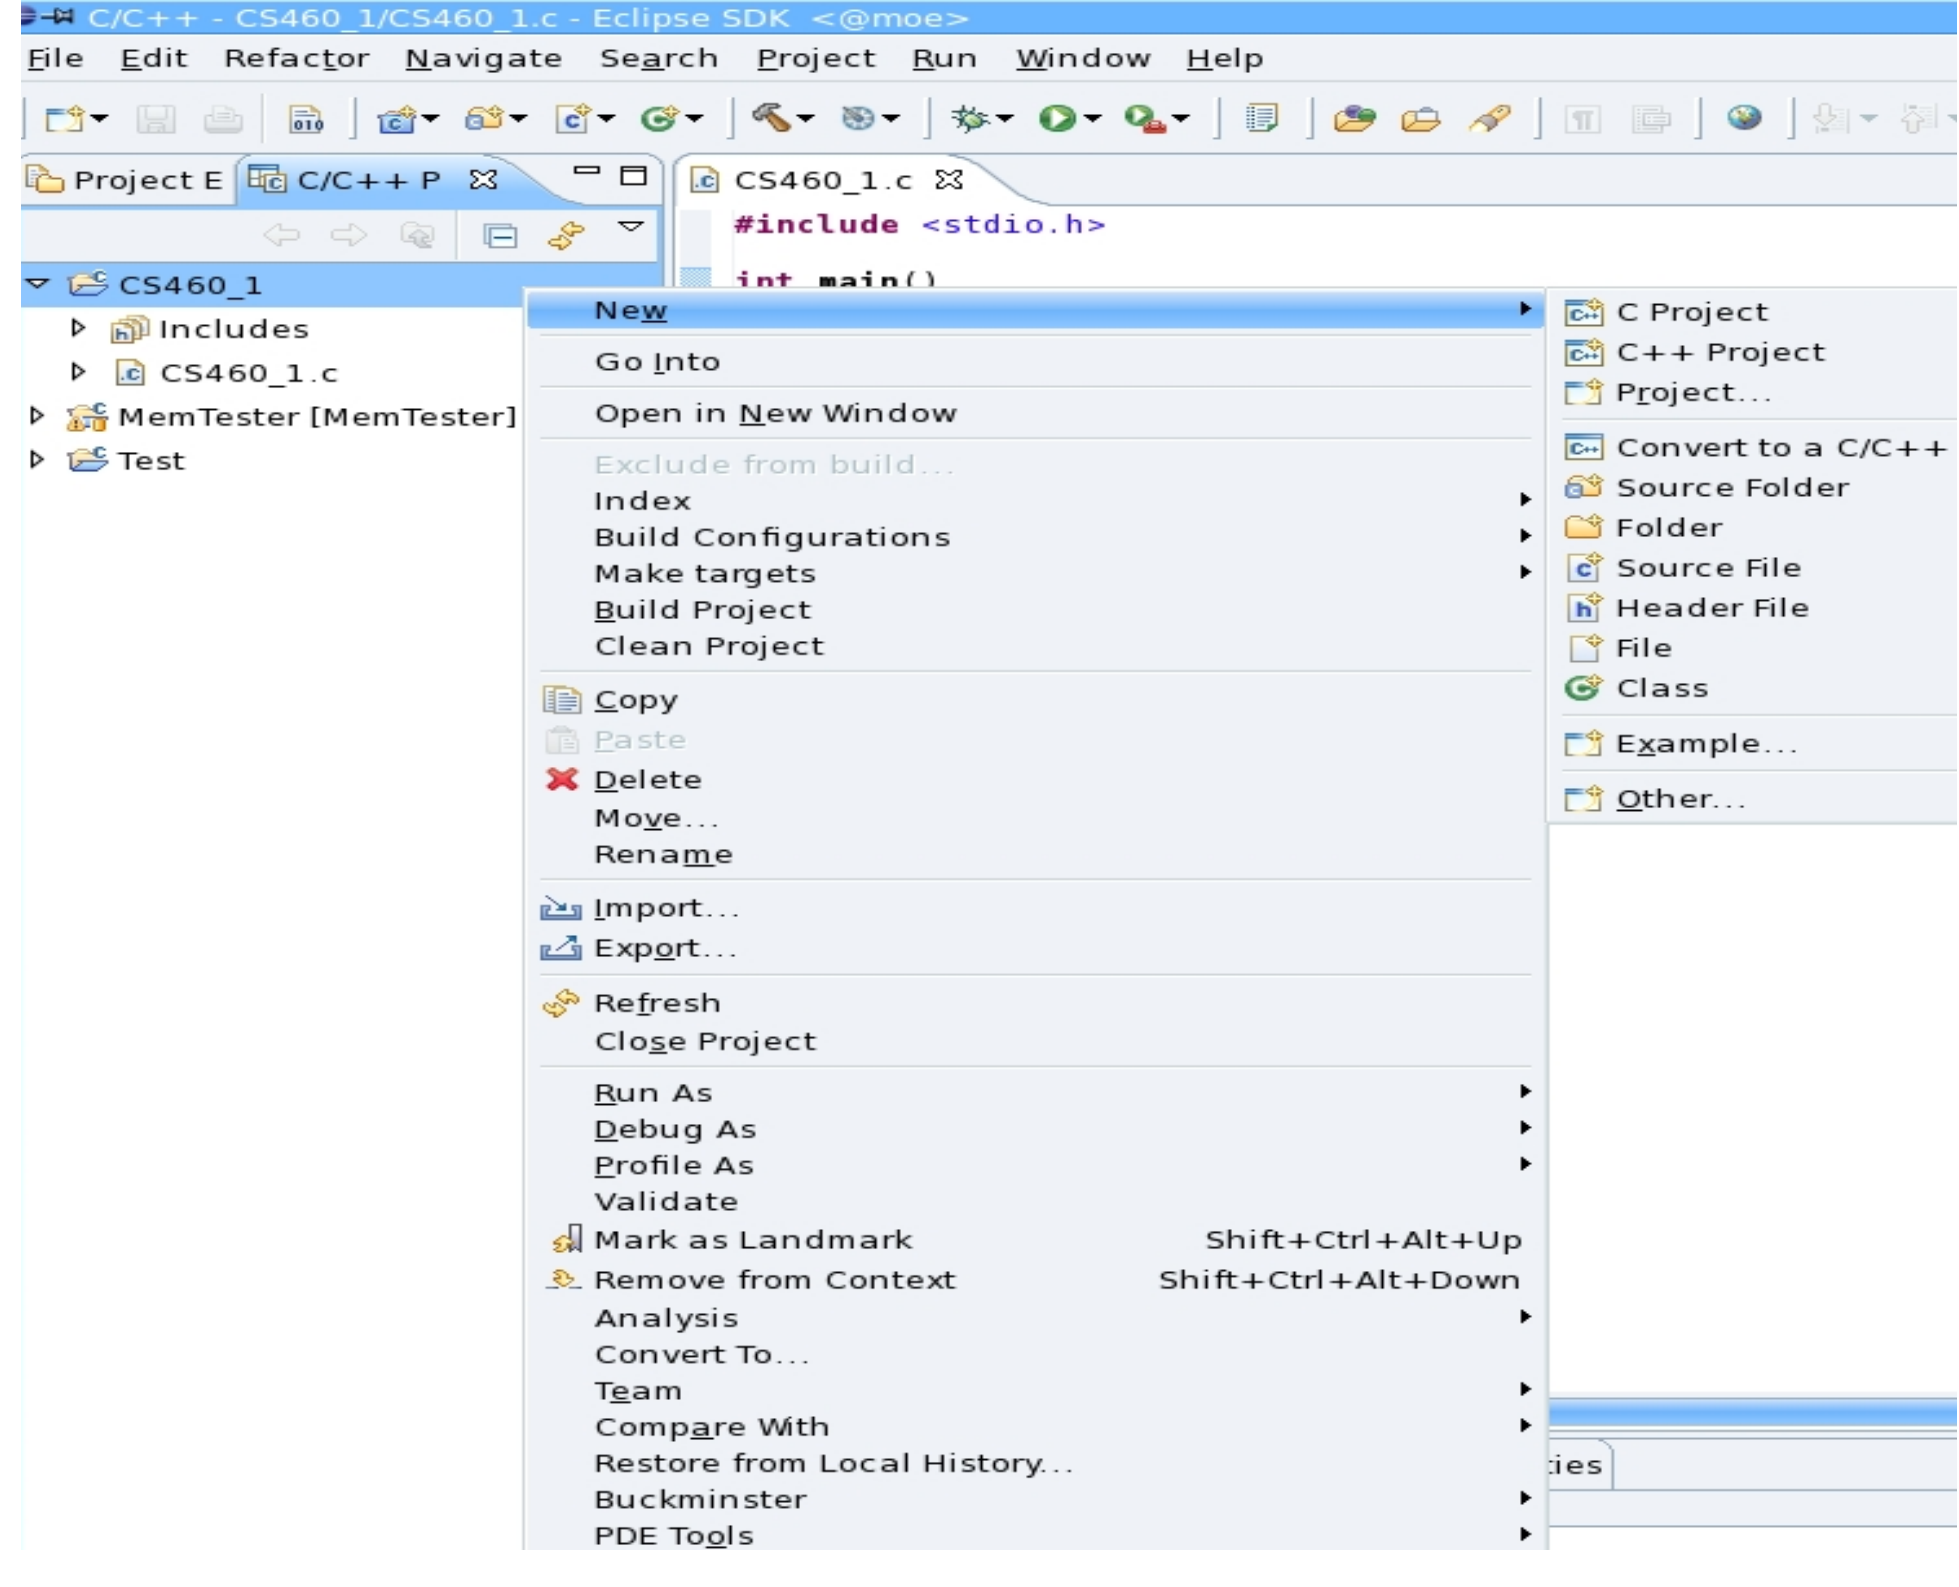 C/C++ - CS460_1/CS460_1.c - Eclipse SDK <@moe>
File Edit Refactor Navigate Search Project Run Window Help
Project E C/C++ P CS460_1.c
#include <stdio.h>
int main()
CS460_1
Includes
CS460_1.c
MemTester [MemTester]
Test
New
Go Into
Open in New Window
Exclude from build...
Index
Build Configurations
Make targets
Build Project
Clean Project
Copy
Paste
Delete
Move...
Rename
Import...
Export...
Refresh
Close Project
Run As
Debug As
Profile As
Validate
Mark as Landmark Shift+Ctrl+Alt+Up
Remove from Context Shift+Ctrl+Alt+Down
Analysis
Convert To...
Team
Compare With
Restore from Local History...
Buckminster
PDE Tools
C Project
C++ Project
Project...
Convert to a C/C++
Source Folder
Folder
Source File
Header File
File
Class
Example...
Other...
ties